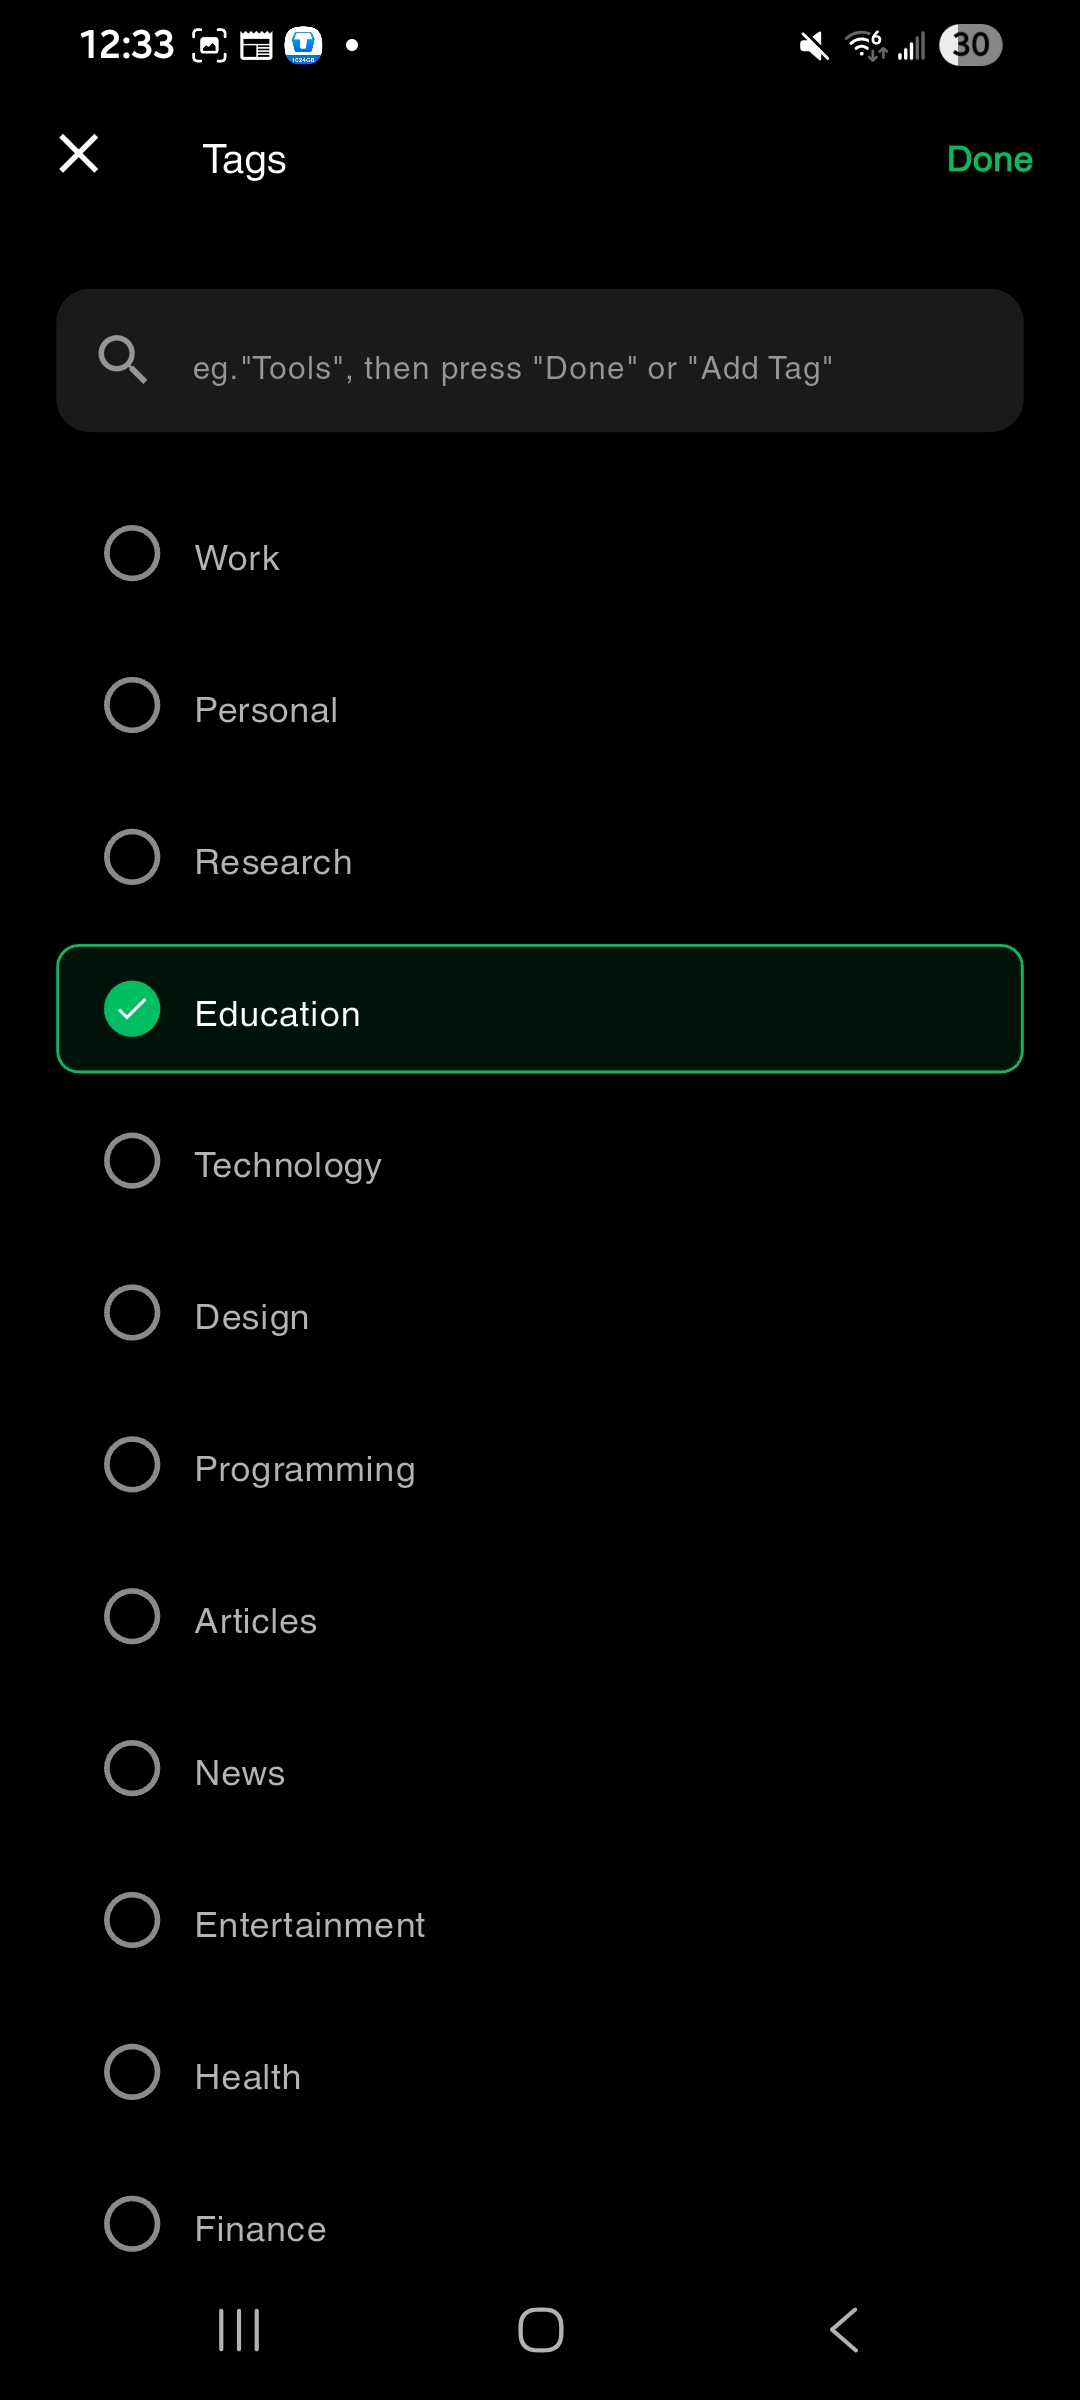 12:33
30
Tags
Done
eg."Tools", then press "Done" or "Add Tag"
Work
Personal
Research
Education
Technology
Design
Programming
Articles
News
Entertainment
Health
Finance